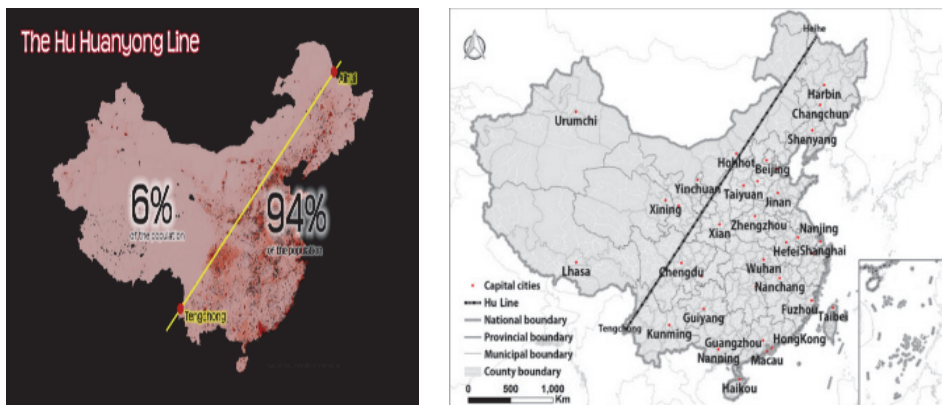 The Hu Huanyong Line
Aihui
6%
of the population
94%
of the population
Tengchong
Heihe
Harbin
Changchun
Urumchi
Shenyang
Hohhot
Beijing
Yinchuan
Taiyuan
Jinan
Xining
Zhengzhou
Xian
Nanjing
Hefei
Shanghai
Lhasa
Chengdu
Wuhan
Nanchang
Capital cities
Hu Line
Fuzhou
Taibei
National boundary
Tengchong
Guiyang
Kunming
Provincial boundary
Guangzhou
HongKong
Municipal boundary
Nanning
Macau
County boundary
Haikou
0 500 1,000
Km